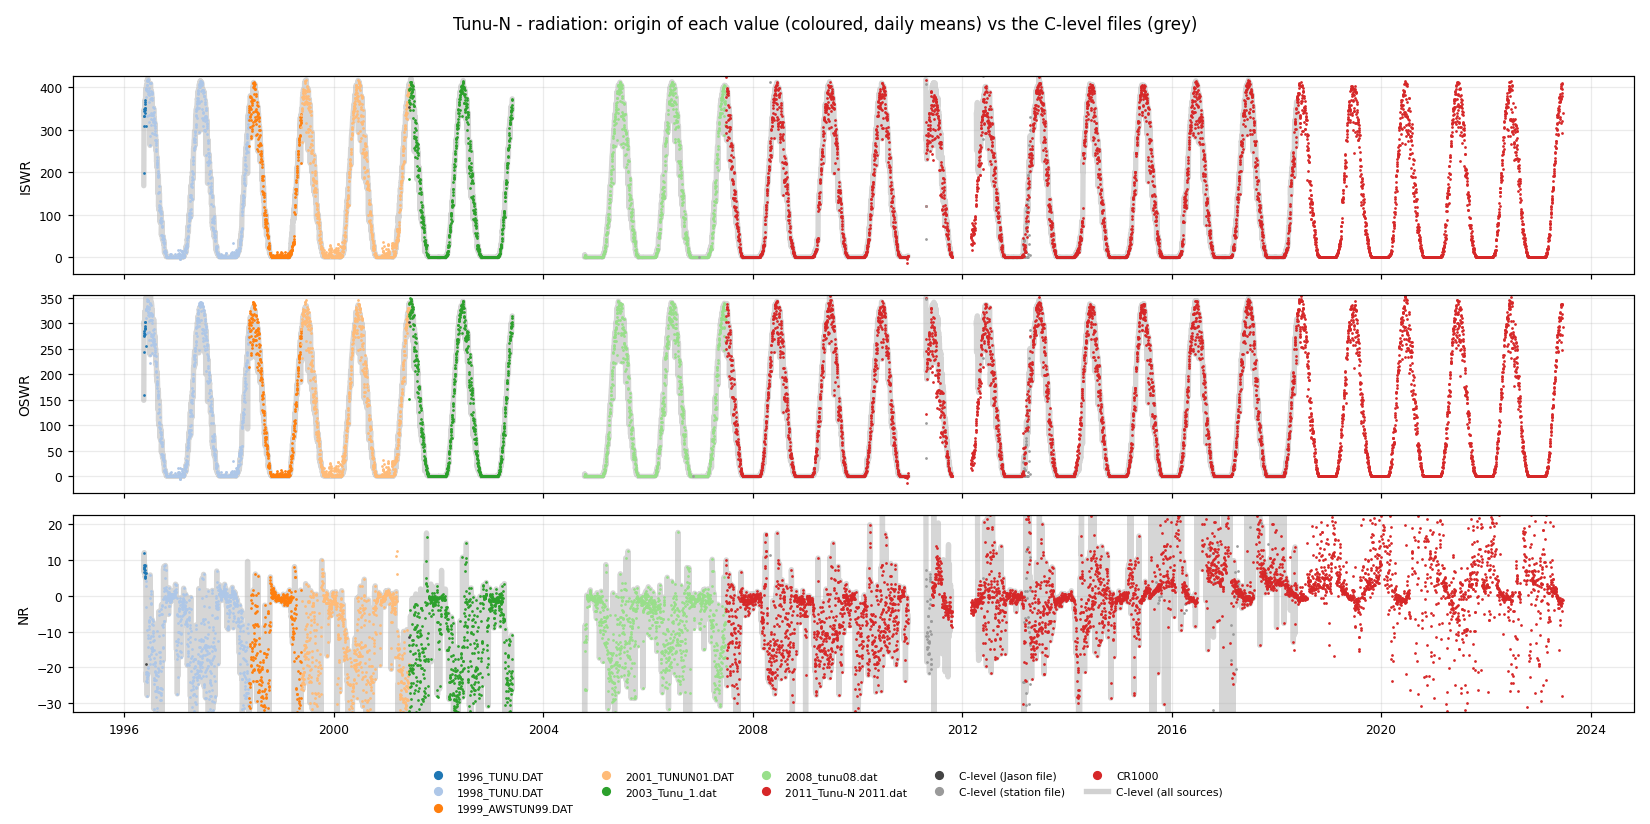 Tunu-N - radiation: origin of each value (coloured, daily means) vs the C-level files (grey)
400
300
200
100
0
ISWR
350
300
250
200
150
100
50
0
OSWR
20
10
0
−10
−20
−30
NR
1996 2000 2004 2008 2012 2016 2020 2024
1996_TUNU.DAT 2001_TUNUN01.DAT 2008_tunu08.dat C-level (Jason file) CR1000
1998_TUNU.DAT 2003_Tunu_1.dat 2011_Tunu-N 2011.dat C-level (station file) C-level (all sources)
1999_AWSTUN99.DAT